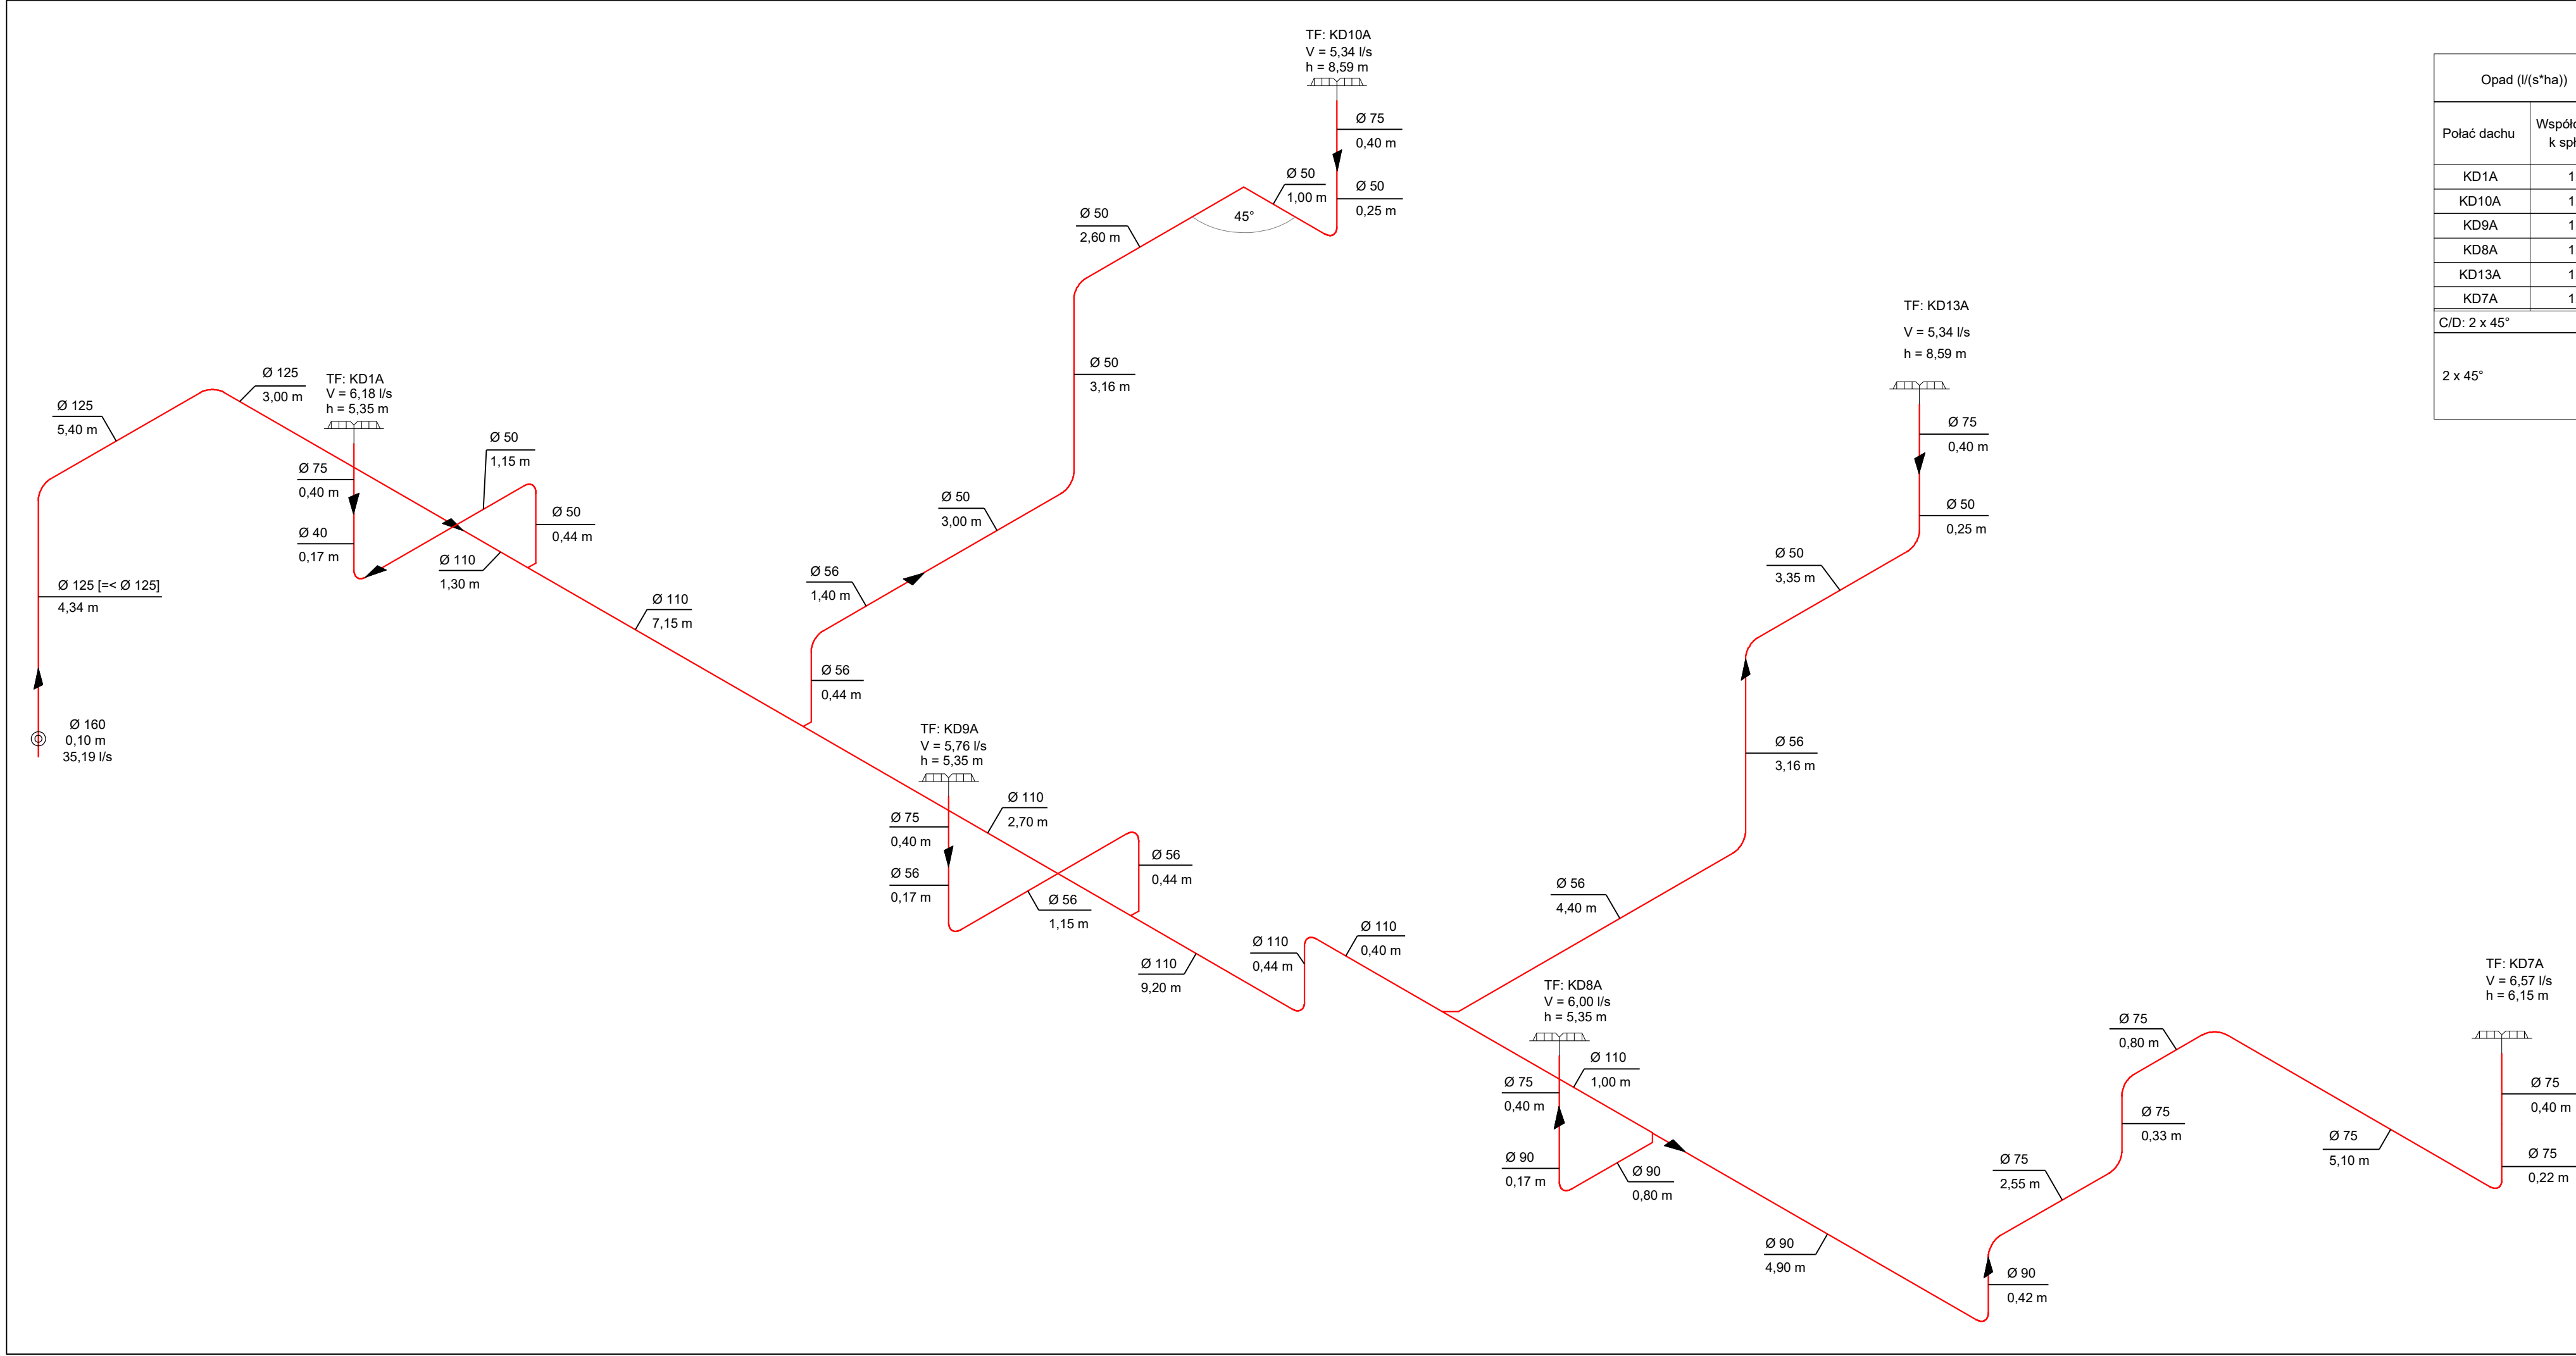 TF: KD10A
V = 5,34 l/s
h = 8,59 m
Ø 75
0,40 m
Ø 50
1,00 m
Ø 50
0,25 m
Ø 50
2,60 m
45°
Ø 50
3,16 m
Ø 50
3,00 m
Ø 56
1,40 m
Ø 56
0,44 m
Ø 125
5,40 m
Ø 125
3,00 m
TF: KD1A
V = 6,18 l/s
h = 5,35 m
Ø 75
0,40 m
Ø 40
0,17 m
Ø 50
1,15 m
Ø 50
0,44 m
Ø 110
1,30 m
Ø 110
7,15 m
Ø 125 [=< Ø 125]
4,34 m
Ø 160
0,10 m
35,19 l/s
TF: KD9A
V = 5,76 l/s
h = 5,35 m
Ø 75
0,40 m
Ø 56
0,17 m
Ø 110
2,70 m
Ø 56
0,44 m
Ø 56
1,15 m
Ø 110
9,20 m
Ø 110
0,44 m
Ø 110
0,40 m
TF: KD13A
V = 5,34 l/s
h = 8,59 m
Ø 75
0,40 m
Ø 50
0,25 m
Ø 50
3,35 m
Ø 56
3,16 m
Ø 56
4,40 m
TF: KD8A
V = 6,00 l/s
h = 5,35 m
Ø 110
1,00 m
Ø 75
0,40 m
Ø 90
0,17 m
Ø 90
0,80 m
Ø 90
4,90 m
Ø 90
0,42 m
Ø 75
2,55 m
Ø 75
0,33 m
Ø 75
0,80 m
Ø 75
5,10 m
TF: KD7A
V = 6,57 l/s
h = 6,15 m
Ø 75
0,40 m
Ø 75
0,22 m
Opad (l/(s*ha))
Połać dachu
k
KD1A 1
KD10A 1
KD9A 1
KD8A 1
KD13A 1
KD7A 1
C/D: 2 x 45°
2 x 45°